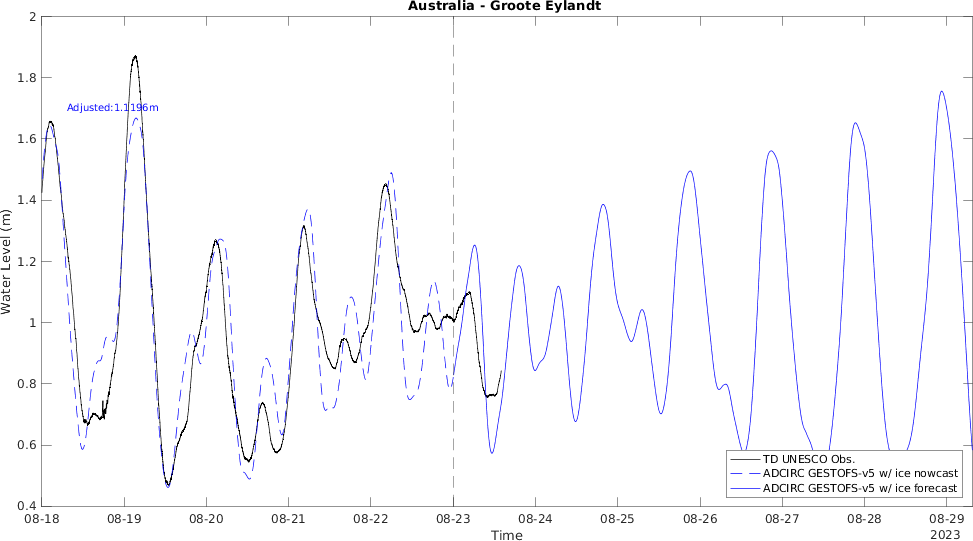 Australia - Groote Eylandt
2
1.8
1.6
1.4
1.2
1
0.8
0.6
0.4
Water Level (m)
Adjusted:1.1196m
TD UNESCO Obs.
ADCIRC GESTOFS-v5 w/ ice nowcast
ADCIRC GESTOFS-v5 w/ ice forecast
08-18 08-19 08-20 08-21 08-22 08-23 08-24 08-25 08-26 08-27 08-28 08-29
Time
2023